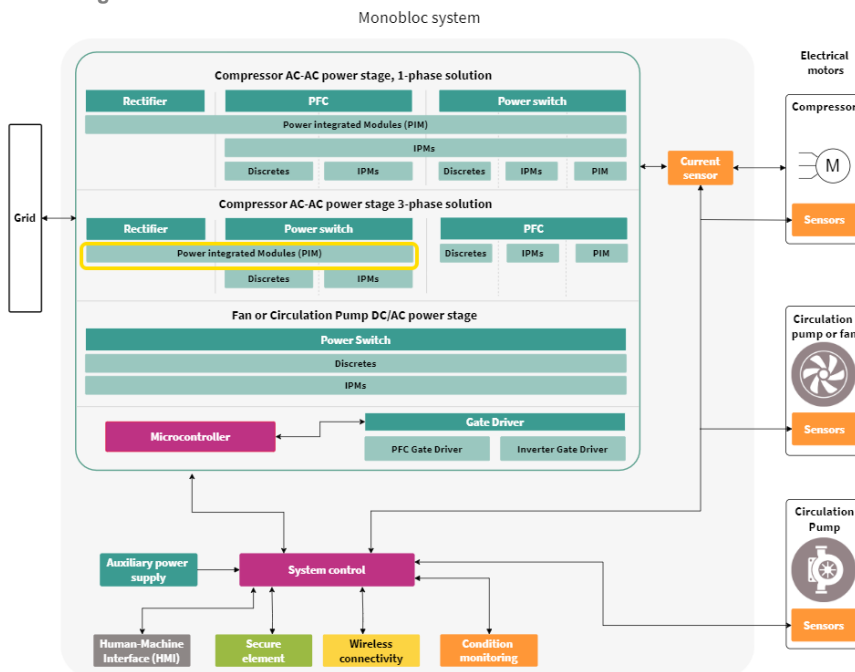 Monobloc system
Electrical
motors
Compressor AC-AC power stage, 1-phase solution
Rectifier
PFC
Power switch
Power integrated Modules (PIM)
IPMs
Discretes
IPMs
Discretes
IPMs
PIM
Current
sensor
Compressor
M
Sensors
Grid
Compressor AC-AC power stage 3-phase solution
Rectifier
Power switch
PFC
Power integrated Modules (PIM)
Discretes
IPMs
PIM
Discretes
IPMs
Fan or Circulation Pump DC/AC power stage
Power Switch
Discretes
IPMs
Circulation
pump or fan
Sensors
Microcontroller
Gate Driver
PFC Gate Driver
Inverter Gate Driver
Circulation
Pump
Sensors
Auxiliary power
supply
System control
Human-Machine
Interface (HMI)
Secure
element
Wireless
connectivity
Condition
monitoring